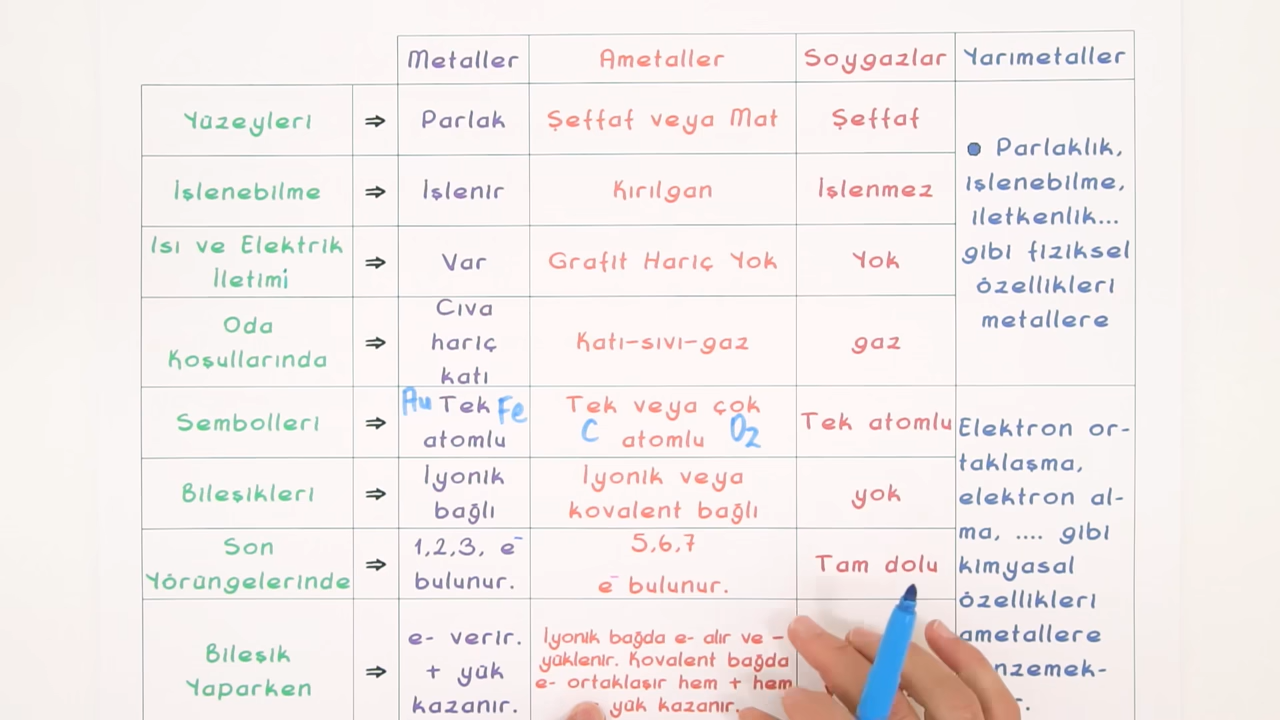 Metaller Ametaller Soygazlar Yarımetaller
Yüzeyleri ⇒ Parlak Şeffaf veya Mat Şeffaf
İşlenebilme ⇒ İşlenir Kırılgan İşlenmez
Isı ve Elektrik
İletimi
⇒ Var Grafit Hariç Yok Yok
● Parlaklık,
işlenebilme,
iletkenlik...
gibi fiziksel
özellikleri
metallere
Oda
Koşullarında
⇒
Cıva
hariç
katı
Katı-sıvı-gaz gaz
Sembolleri ⇒
Au Tek Fe
atomlu
Tek veya çok
C atomlu O2
Tek atomlu
Bileşikleri ⇒
İyonik
bağlı
İyonik veya
kovalent bağlı
yok
Son
Yörüngelerinde
⇒
1,2,3, e-
bulunur.
5,6,7
e- bulunur.
Tam dolu
Elektron or-
taklaşma,
elektron al-
ma, .... gibi
kimyasal
özellikleri
ametallere
Bileşik
Yaparken
⇒
e- verir.
+ yük
kazanır.
İyonik bağda e- alır ve -
yüklenir. Kovalent bağda
e- ortaklaşır hem + hem
yük kazanır.